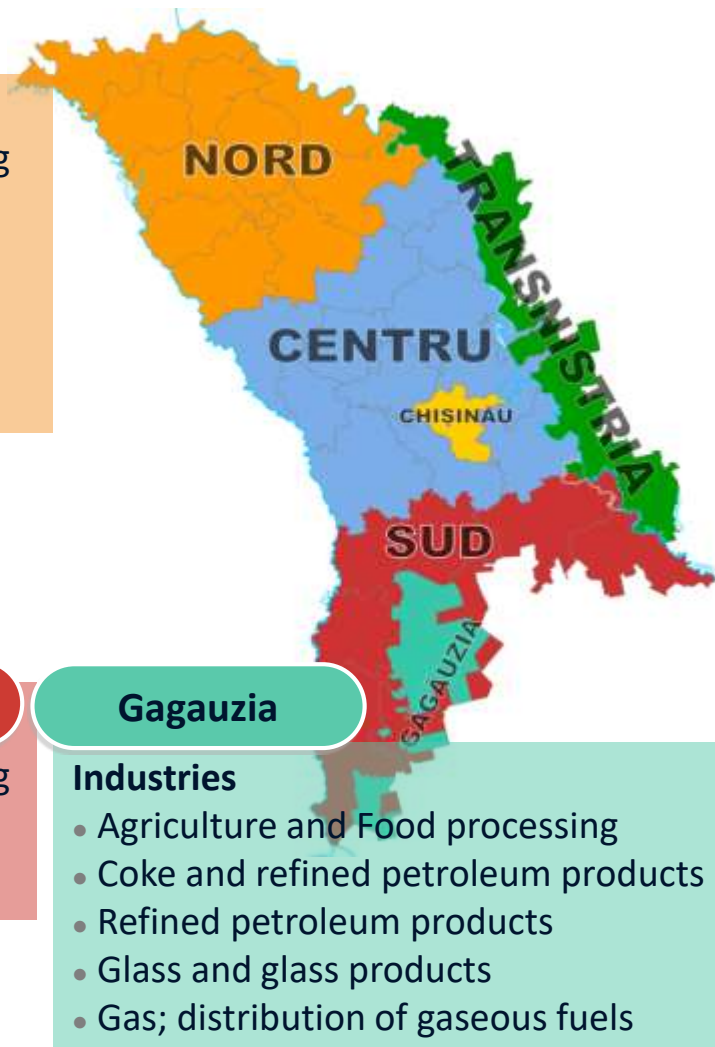 NORD
TRANSNISTRIA
CENTRU
CHIȘINAU
SUD
GAGAUZIA
Gagauzia
Industries
• Agriculture and Food processing
• Coke and refined petroleum products
• Refined petroleum products
• Glass and glass products
• Gas; distribution of gaseous fuels